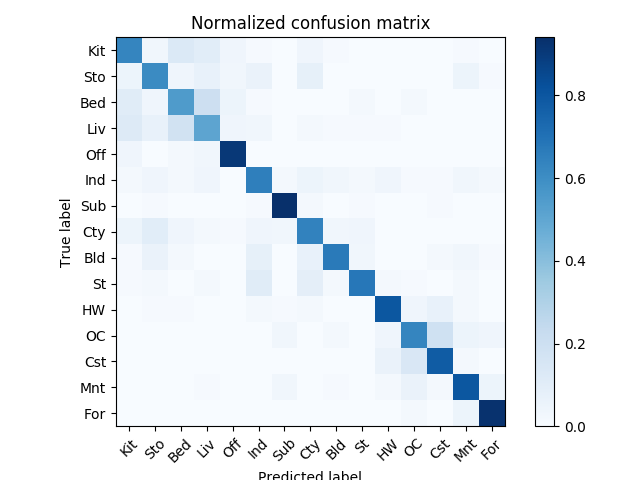 Normalized confusion matrix
True label
Kit
Sto
Bed
Liv
Off
Ind
Sub
Cty
Bld
St
HW
OC
Cst
Mnt
For
Kit Sto Bed Liv Off Ind Sub Cty Bld St HW OC Cst Mnt For
Predicted label
0.8
0.6
0.4
0.2
0.0